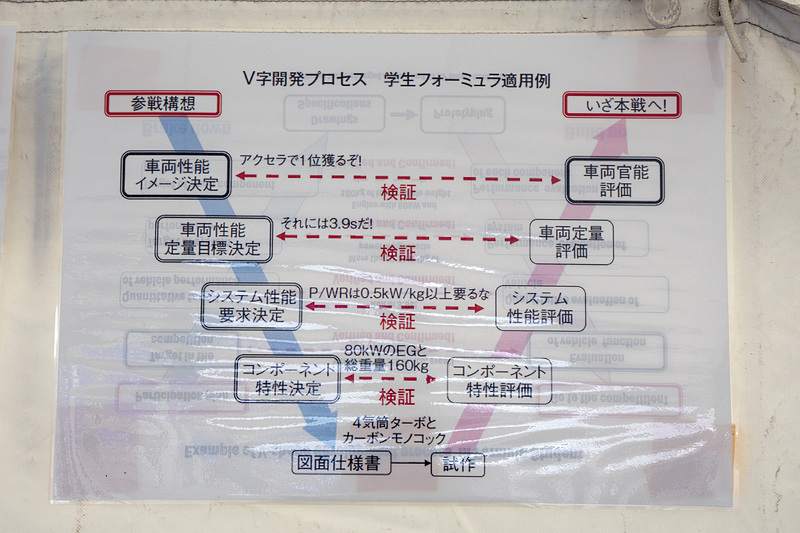 V字開発プロセス 学生フォーミュラ適用例
参戦構想
いざ本戦へ!
車両性能
イメージ決定
アクセラで1位獲るぞ!
検証
車両官能
評価
車両性能
定量目標決定
それには3.9sだ!
検証
車両定量
評価
システム性能
要求決定
P/WRは0.5kW/kg以上要るな
検証
システム
性能評価
コンポーネント
特性決定
80kWのEGと
総重量160kg
検証
コンポーネント
特性評価
4気筒ターボと
カーボンモノコック
図面仕様書
試作
Specifications
Drawings
Prototyping